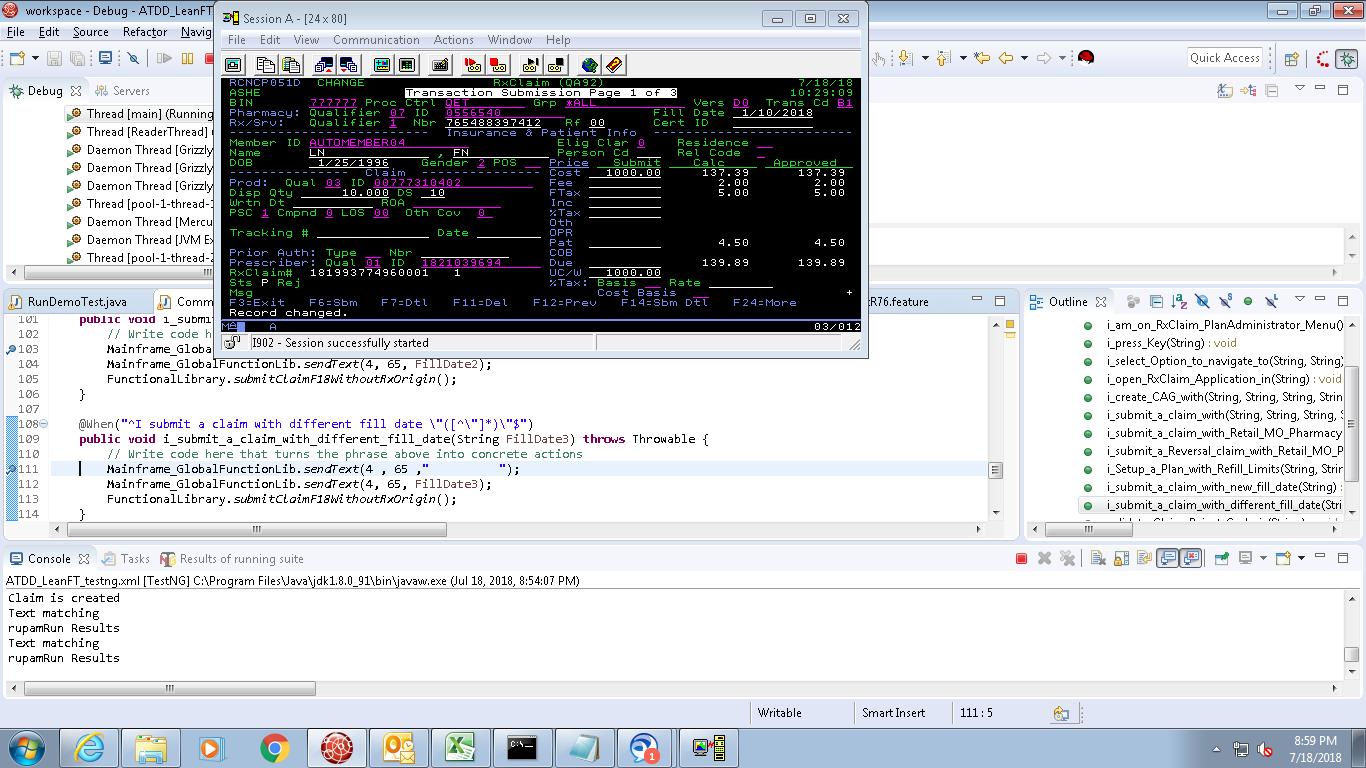 workspace - Debug - ATDD_LeanFT
File Edit Source Refactor Navig
Quick Access
Debug Servers
Thread [main] (Running
Thread [ReaderThread]
Daemon Thread [Grizzly
Daemon Thread [Grizzly
Daemon Thread [Grizzly
Thread [pool-1-thread-
Daemon Thread [Mercu
Daemon Thread [JVM Ex
Thread [pool-1-thread-2
Session A - [24 x 80]
File Edit View Communication Actions Window Help
RCNCP051D CHANGE RxClaim (QA92) 7/18/18
ASHE Transaction Submission Page 1 of 3 10:29:09
BIN 777777 Proc Ctrl QET Grp *ALL Vers D0 Trans Cd B1
Pharmacy: Qualifier 07 ID 0556540 Fill Date 1/10/2018
Rx/Srv: Qualifier 1 Nbr 765488397412 Rf 00 Cert ID
Insurance & Patient Info
Member ID AUTOMEMBER04 Elig Clar 0 Residence
Name LN , FN Person Cd Rel Code
DOB 1/25/1996 Gender 2 POS Price Submit Calc Approved
Claim Cost 1000.00 137.39 137.39
Prod: Qual 03 ID 00777310402 Fee 2.00 2.00
Disp Qty 10.000 DS 10 FTax 5.00 5.00
Wrtn Dt ROA Inc
PSC 1 Cmpnd 0 LOS 00 Oth Cov 0 %Tax
Oth
Tracking # Date OPR
Pat 4.50 4.50
Prior Auth: Type Nbr COB
Prescriber: Qual 01 ID 1821039694 Due 139.89 139.89
RxClaim# 181993774960001 1 UC/W 1000.00
Sts P Rej %Tax: Basis Rate
Msg Cost Basis +
F3=Exit F6=Sbm F7=Dtl F11=Del F12=Prev F14=Sbm Dt F24=More
Record changed.
MA A 03/012
I902 - Session successfully started
RunDemoTest.java Comm R76.feature
101 public void i_subm
102 // Write code h
103 Mainframe_Globa
104 Mainframe_GlobalFunctionLib.sendText(4, 65, FillDate2);
105 FunctionalLibrary.submitClaimF18WithoutRxOrigin();
106 }
107
108 @When("^I submit a claim with different fill date \"([^\"]*)\"$")
109 public void i_submit_a_claim_with_different_fill_date(String FillDate3) throws Throwable {
110 // Write code here that turns the phrase above into concrete actions
111 Mainframe_GlobalFunctionLib.sendText(4 , 65 ," ");
112 Mainframe_GlobalFunctionLib.sendText(4, 65, FillDate3);
113 FunctionalLibrary.submitClaimF18WithoutRxOrigin();
114 }
Outline
i_am_on_RxClaim_PlanAdministrator_Menu()
i_press_Key(String) : void
i_select_Option_to_navigate_to(String, String)
i_open_RxClaim_Application_in(String) : void
i_create_CAG_with(String, String, String, Strin
i_submit_a_claim_with(String, String, String, S
i_submit_a_claim_with_Retail_MO_Pharmacy
i_submit_a_Reversal_claim_with_Retail_MO_P
i_Setup_a_Plan_with_Refill_Limits(String, String
i_submit_a_claim_with_new_fill_date(String) :
i_submit_a_claim_with_different_fill_date(Stri
Console Tasks Results of running suite
ATDD_LeanFT_testng.xml [TestNG] C:\Program Files\Java\jdk1.8.0_91\bin\javaw.exe (Jul 18, 2018, 8:54:07 PM)
Claim is created
Text matching
rupamRun Results
Text matching
rupamRun Results
Writable Smart Insert 111 : 5
8:59 PM
7/18/2018